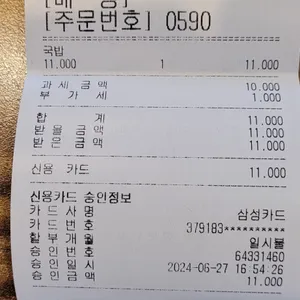 [주문번호] 0590
국밥
11.000 1 11.000
과세금액 10.000
부 가 세 1.000
합 계 11.000
받을금액 11.000
받은금액 11.000
신용 카드 11.000
신용카드 승인정보
카드사명 삼성카드
카드번호 379183**********
할부개월 일시불
승인번호 64331460
승인일시 2024-06-27 16:54:26
승인금액 11.000